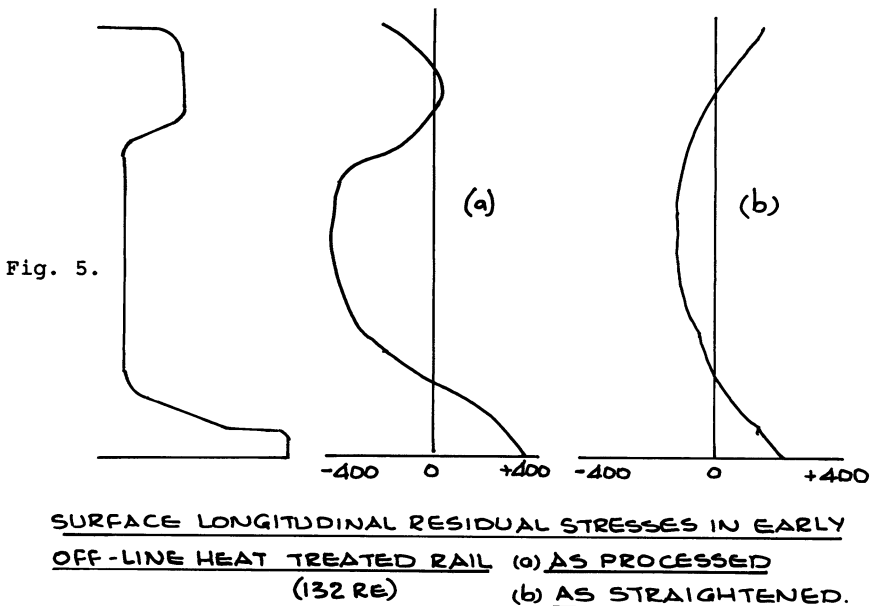 (a)
(b)
Fig. 5.
-400 0 +400
-400 0 +400
SURFACE LONGITUDINAL RESIDUAL STRESSES IN EARLY
OFF-LINE HEAT TREATED RAIL (a) AS PROCESSED
(132 RE) (b) AS STRAIGHTENED.